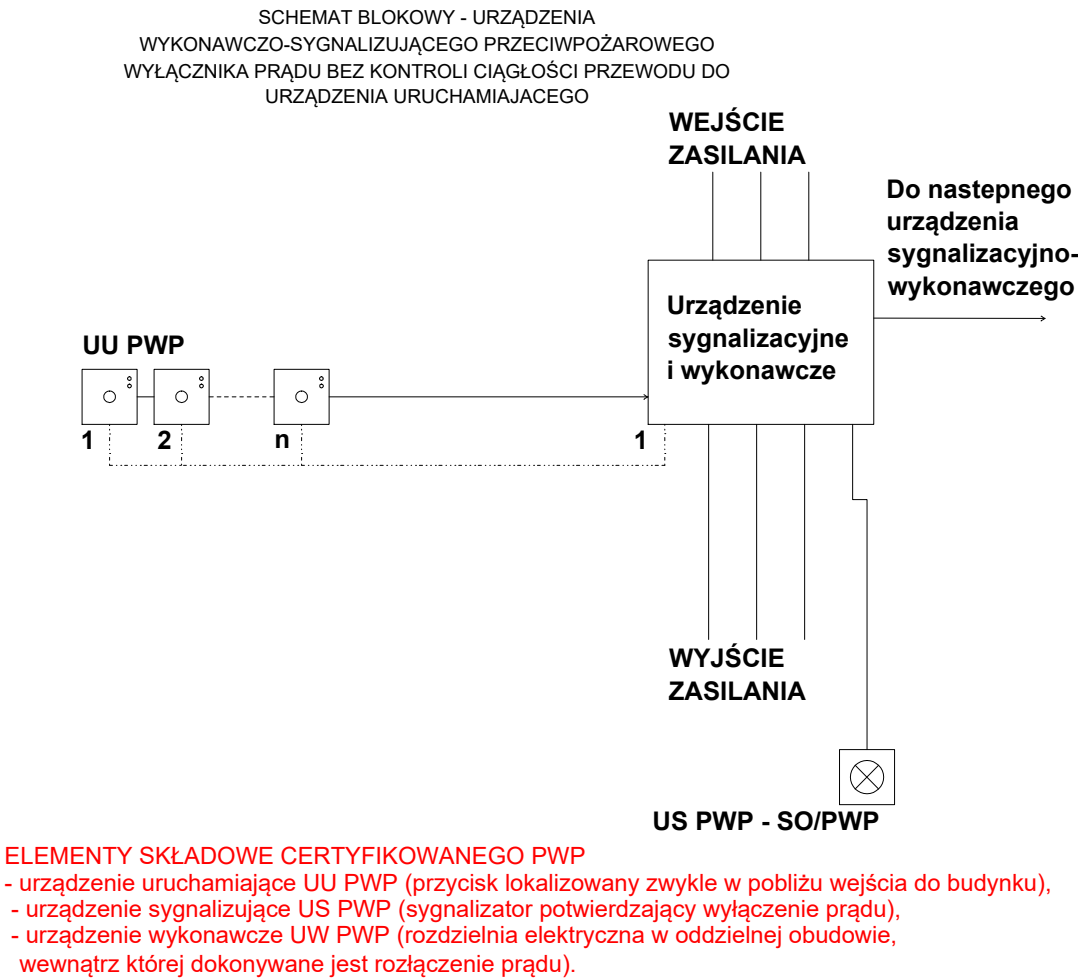 SCHEMAT BLOKOWY - URZĄDZENIA
WYKONAWCZO-SYGNALIZUJĄCEGO PRZECIWPOŻAROWEGO
WYŁĄCZNIKA PRĄDU BEZ KONTROLI CIĄGŁOŚCI PRZEWODU DO
URZĄDZENIA URUCHAMIAJACEGO
WEJŚCIE
ZASILANIA
Do nastepnego
urządzenia
sygnalizacyjno-
wykonawczego
Urządzenie
sygnalizacyjne
i wykonawcze
UU PWP
1 2 n 1
WYJŚCIE
ZASILANIA
US PWP - SO/PWP
ELEMENTY SKŁADOWE CERTYFIKOWANEGO PWP
- urządzenie uruchamiające UU PWP (przycisk lokalizowany zwykle w pobliżu wejścia do budynku),
- urządzenie sygnalizujące US PWP (sygnalizator potwierdzający wyłączenie prądu),
- urządzenie wykonawcze UW PWP (rozdzielnia elektryczna w oddzielnej obudowie,
wewnątrz której dokonywane jest rozłączenie prądu).